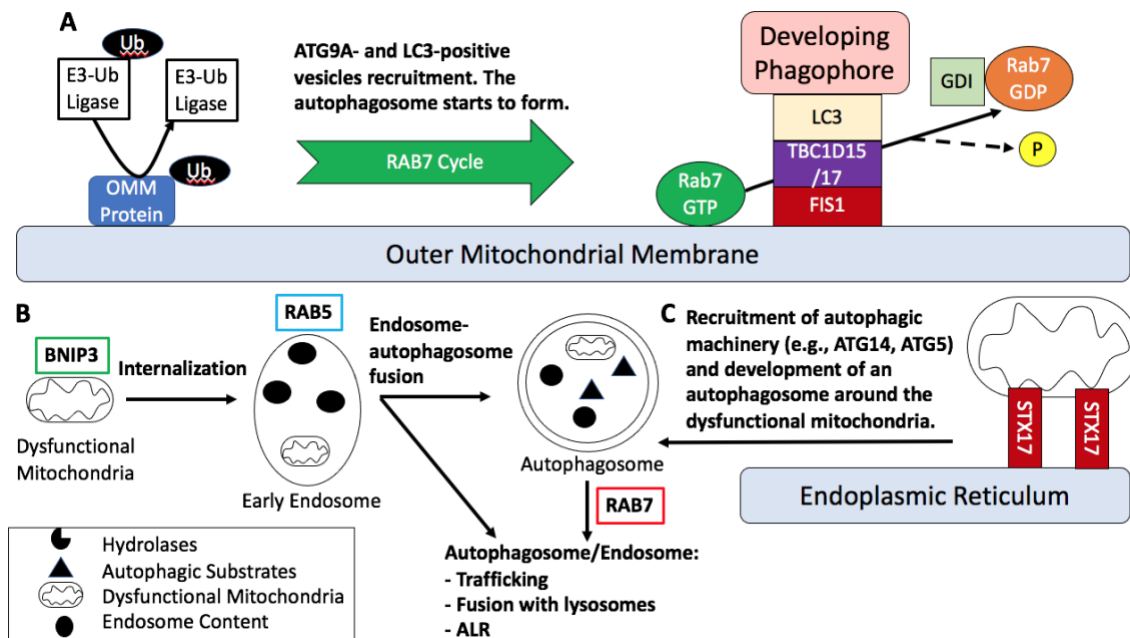 A
Ub
E3-Ub
Ligase
E3-Ub
Ligase
Ub
OMM
Protein
ATG9A- and LC3-positive
vesicles recruitment. The
autophagosome starts to form.
RAB7 Cycle
Developing
Phagophore
LC3
TBC1D15
/17
FIS1
Rab7
GTP
GDI
Rab7
GDP
P
Outer Mitochondrial Membrane
B
BNIP3
Dysfunctional
Mitochondria
Internalization
RAB5
Early Endosome
Endosome-
autophagosome
fusion
Autophagosome
RAB7
Autophagosome/Endosome:
- Trafficking
- Fusion with lysosomes
- ALR
C
Recruitment of autophagic
machinery (e.g., ATG14, ATG5)
and development of an
autophagosome around the
dysfunctional mitochondria.
STX17
STX17
Endoplasmic Reticulum
Hydrolases
Autophagic Substrates
Dysfunctional Mitochondria
Endosome Content